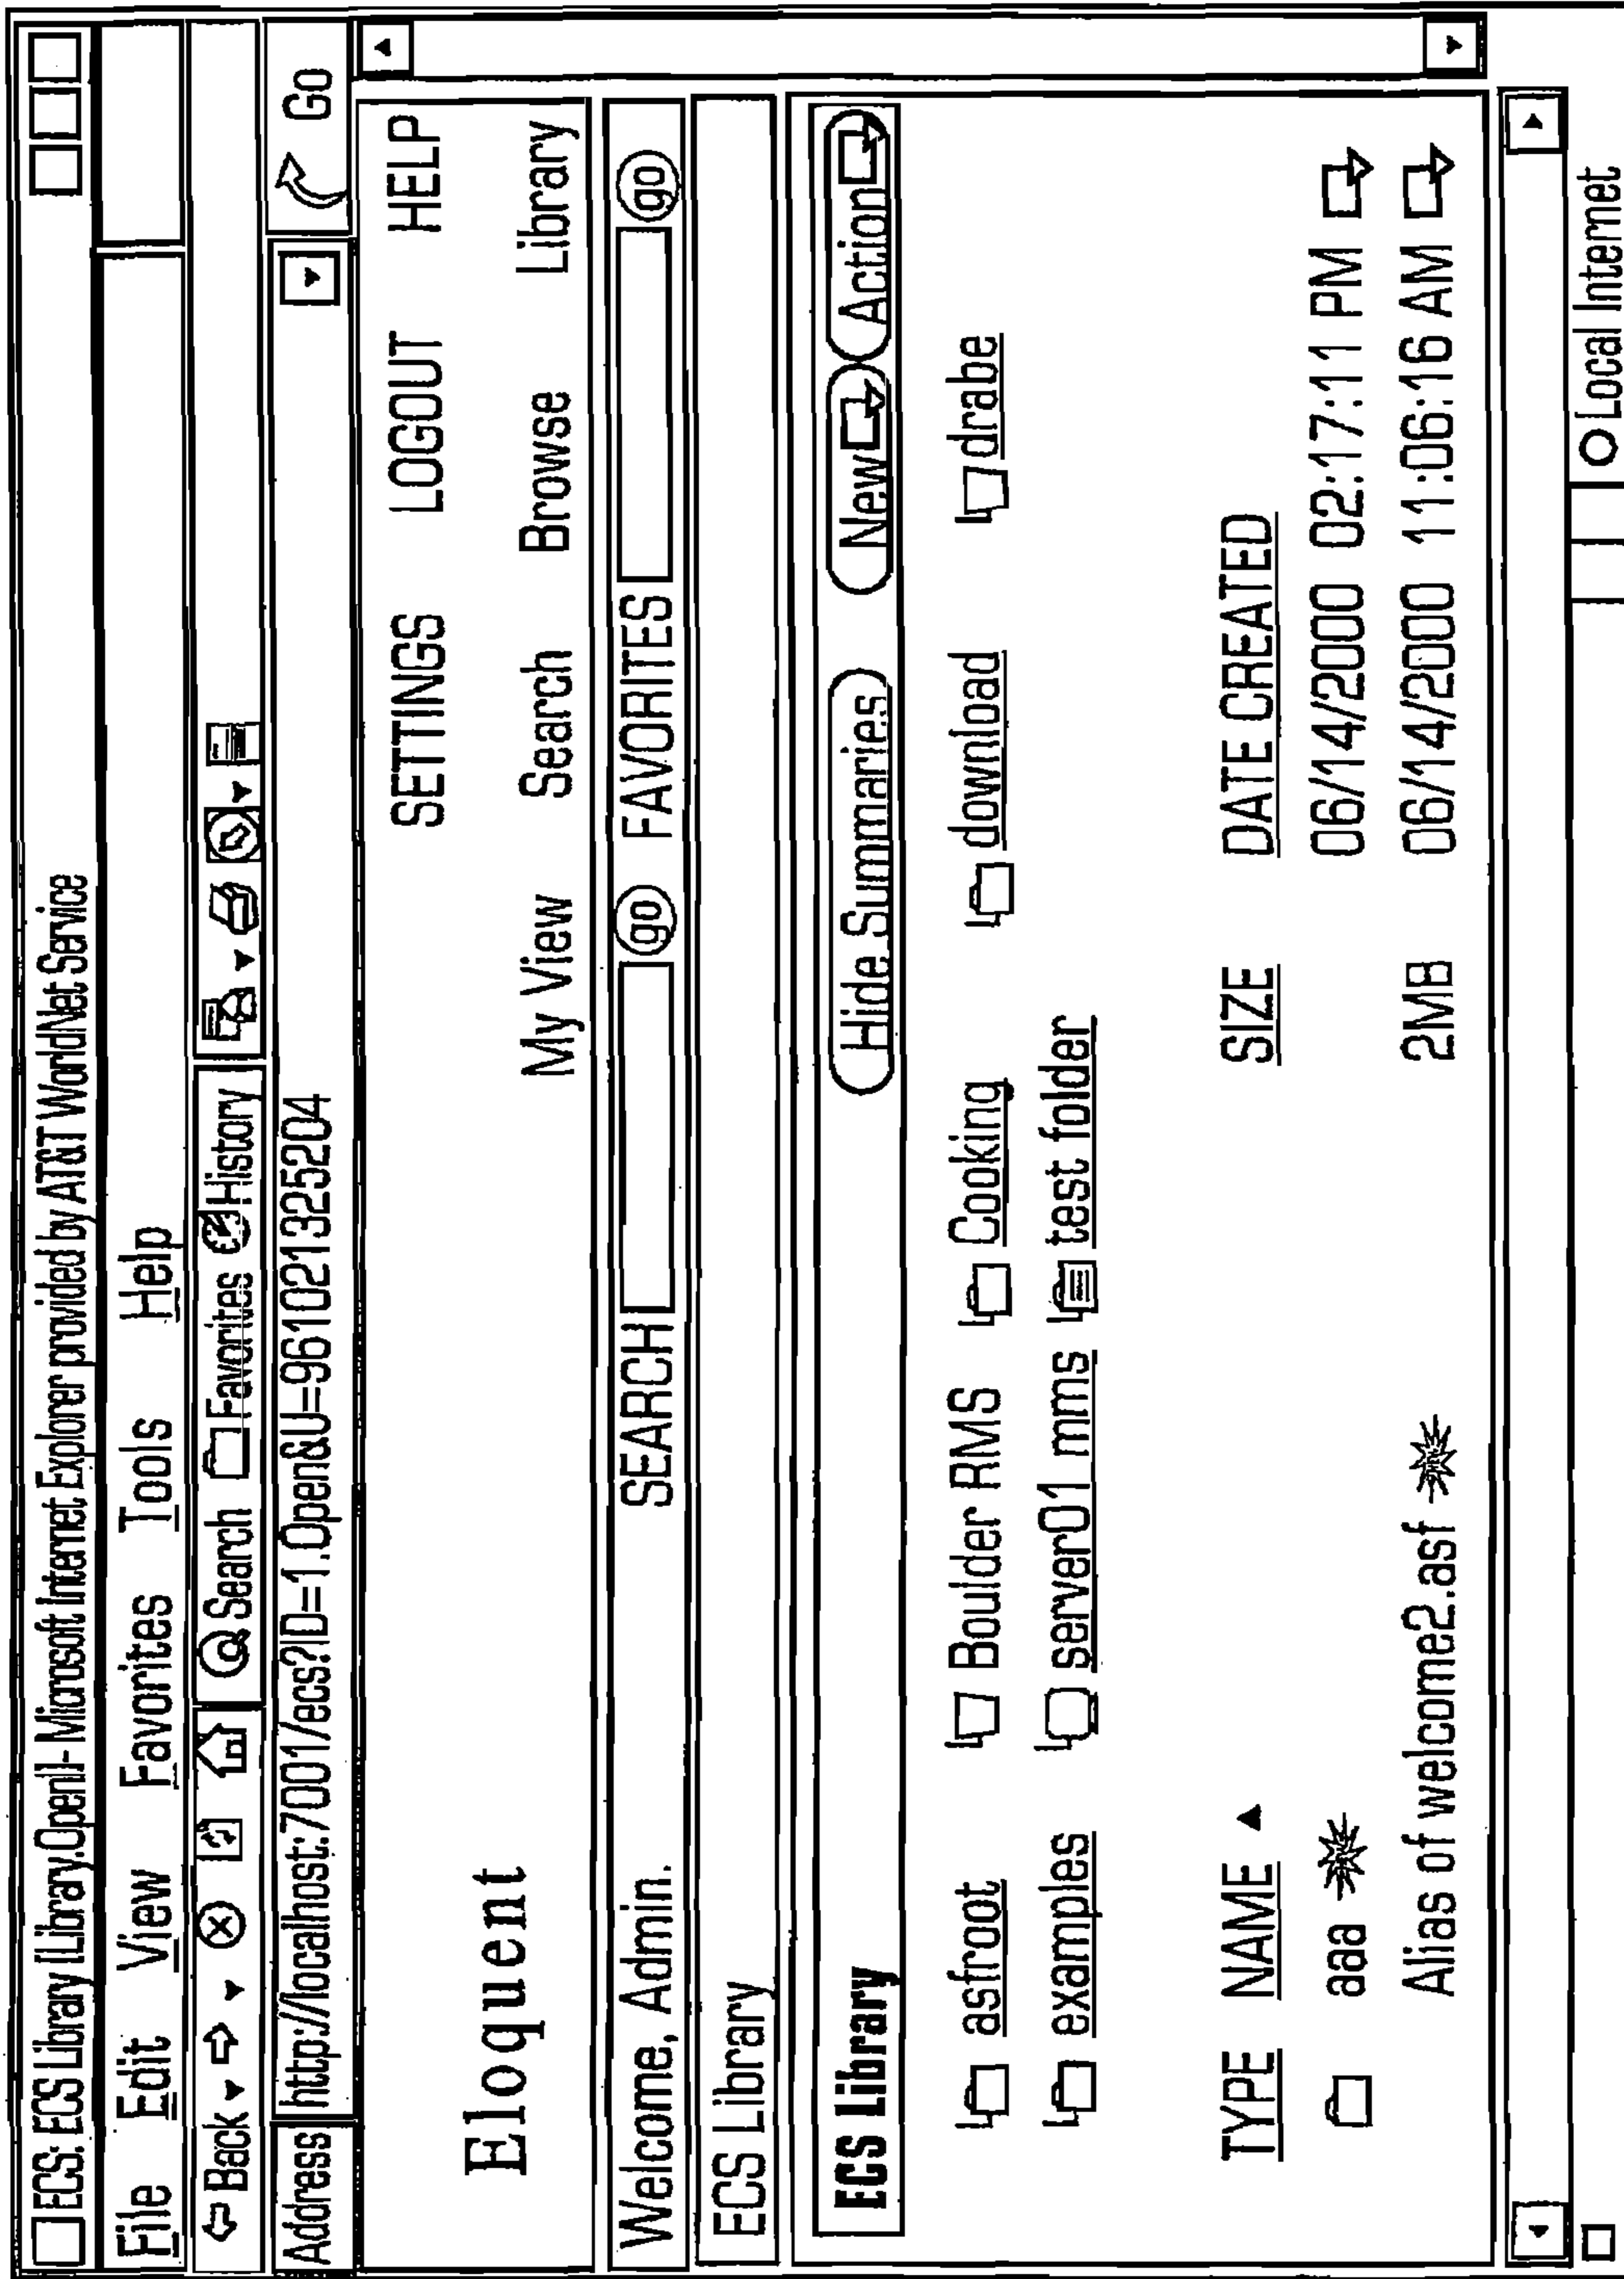 ECS: ECS Library [Library.Open]- Microsoft Internet Explorer provided by AT&T WorldNet Service
File Edit View Favorites Tools Help
Back Search Favorites History
Address http://localhost:7001/ecs?ID=1.Open&U=961021325204 Go
SETTINGS LOGOUT HELP
Eloquent
My View Search Browse Library
Welcome, Admin. SEARCH go FAVORITES go
ECS Library
ECS Library Hide Summaries New Action
asfroot Boulder RMS Cooking download drabe
examples server01_mms test folder
TYPE NAME SIZE DATE CREATED
aaa 06/14/2000 02:17:11 PM
Alias of welcome2.asf 2MB 06/14/2000 11:06:16 AM
Local Internet